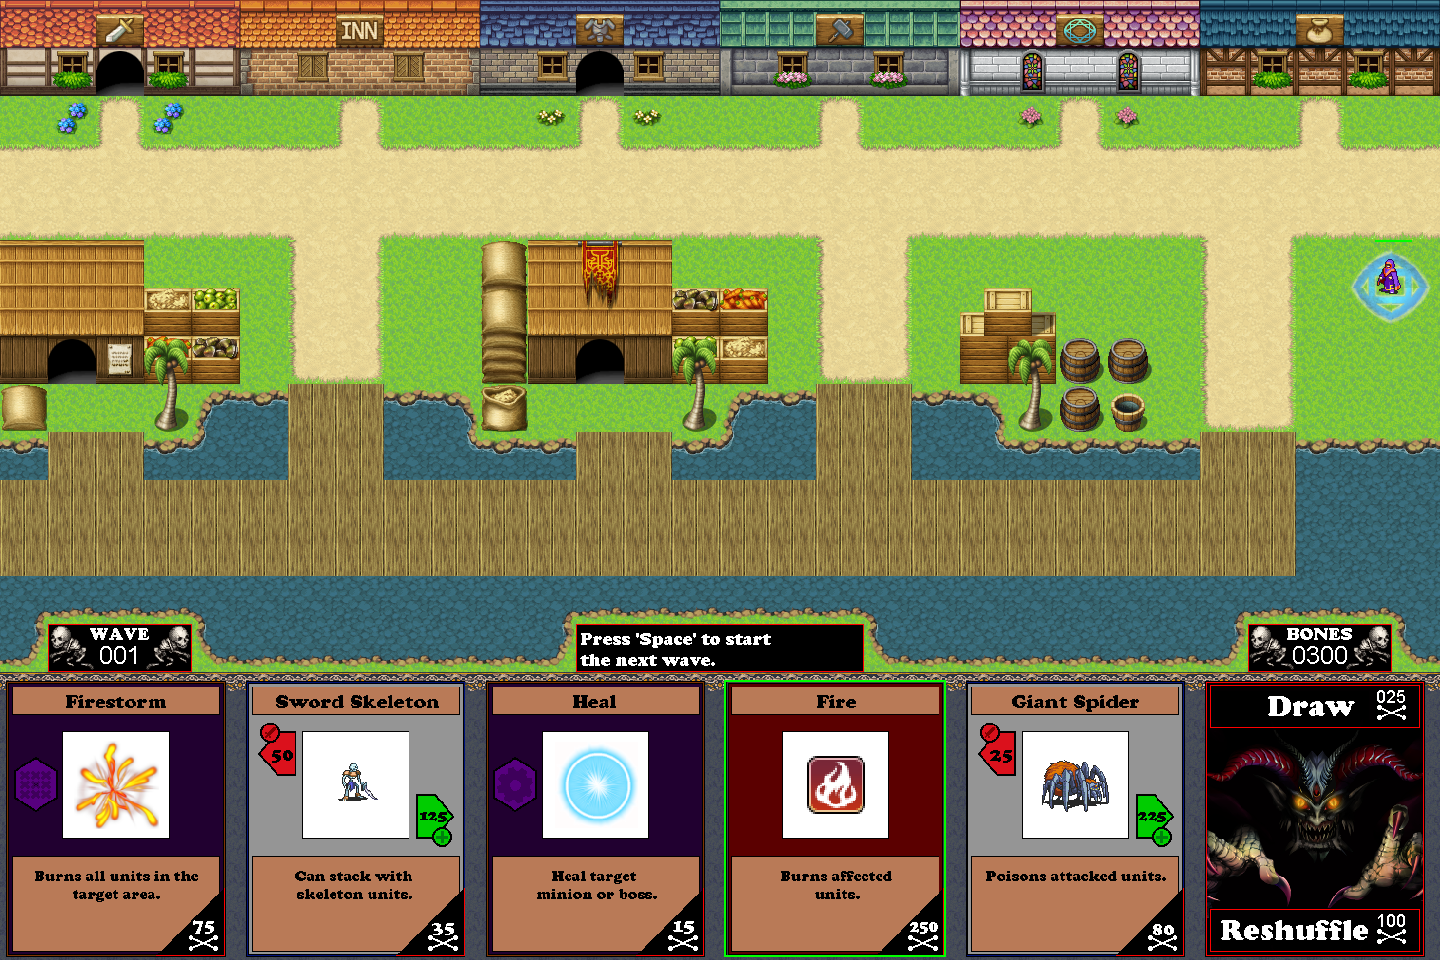 INN
WAVE
001
Press 'Space' to start
the next wave.
BONES
0300
Firestorm
Burns all units in the
target area.
75
Sword Skeleton
50
125
Can stack with
skeleton units.
35
Heal
Heal target
minion or boss.
15
Fire
Burns affected
units.
250
Giant Spider
25
225
Poisons attacked units.
80
Draw
025
Reshuffle
100